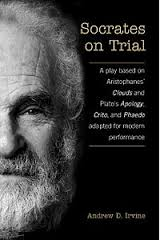 Socrates
on Trial
A play based on
Aristophanes'
Clouds and
Plato's Apology,
Crito, and Phaedo
adapted for modern
performance
Andrew D. Irvine